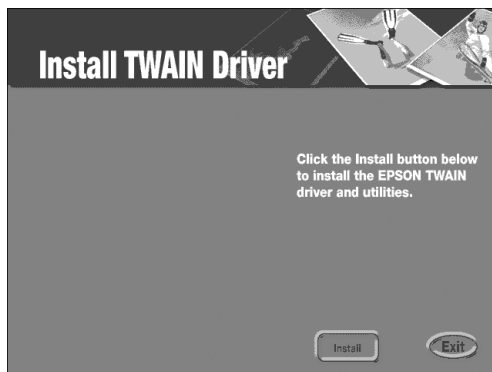 Install TWAIN Driver
Click the Install button below
to install the EPSON TWAIN
driver and utilities.
Install
Exit